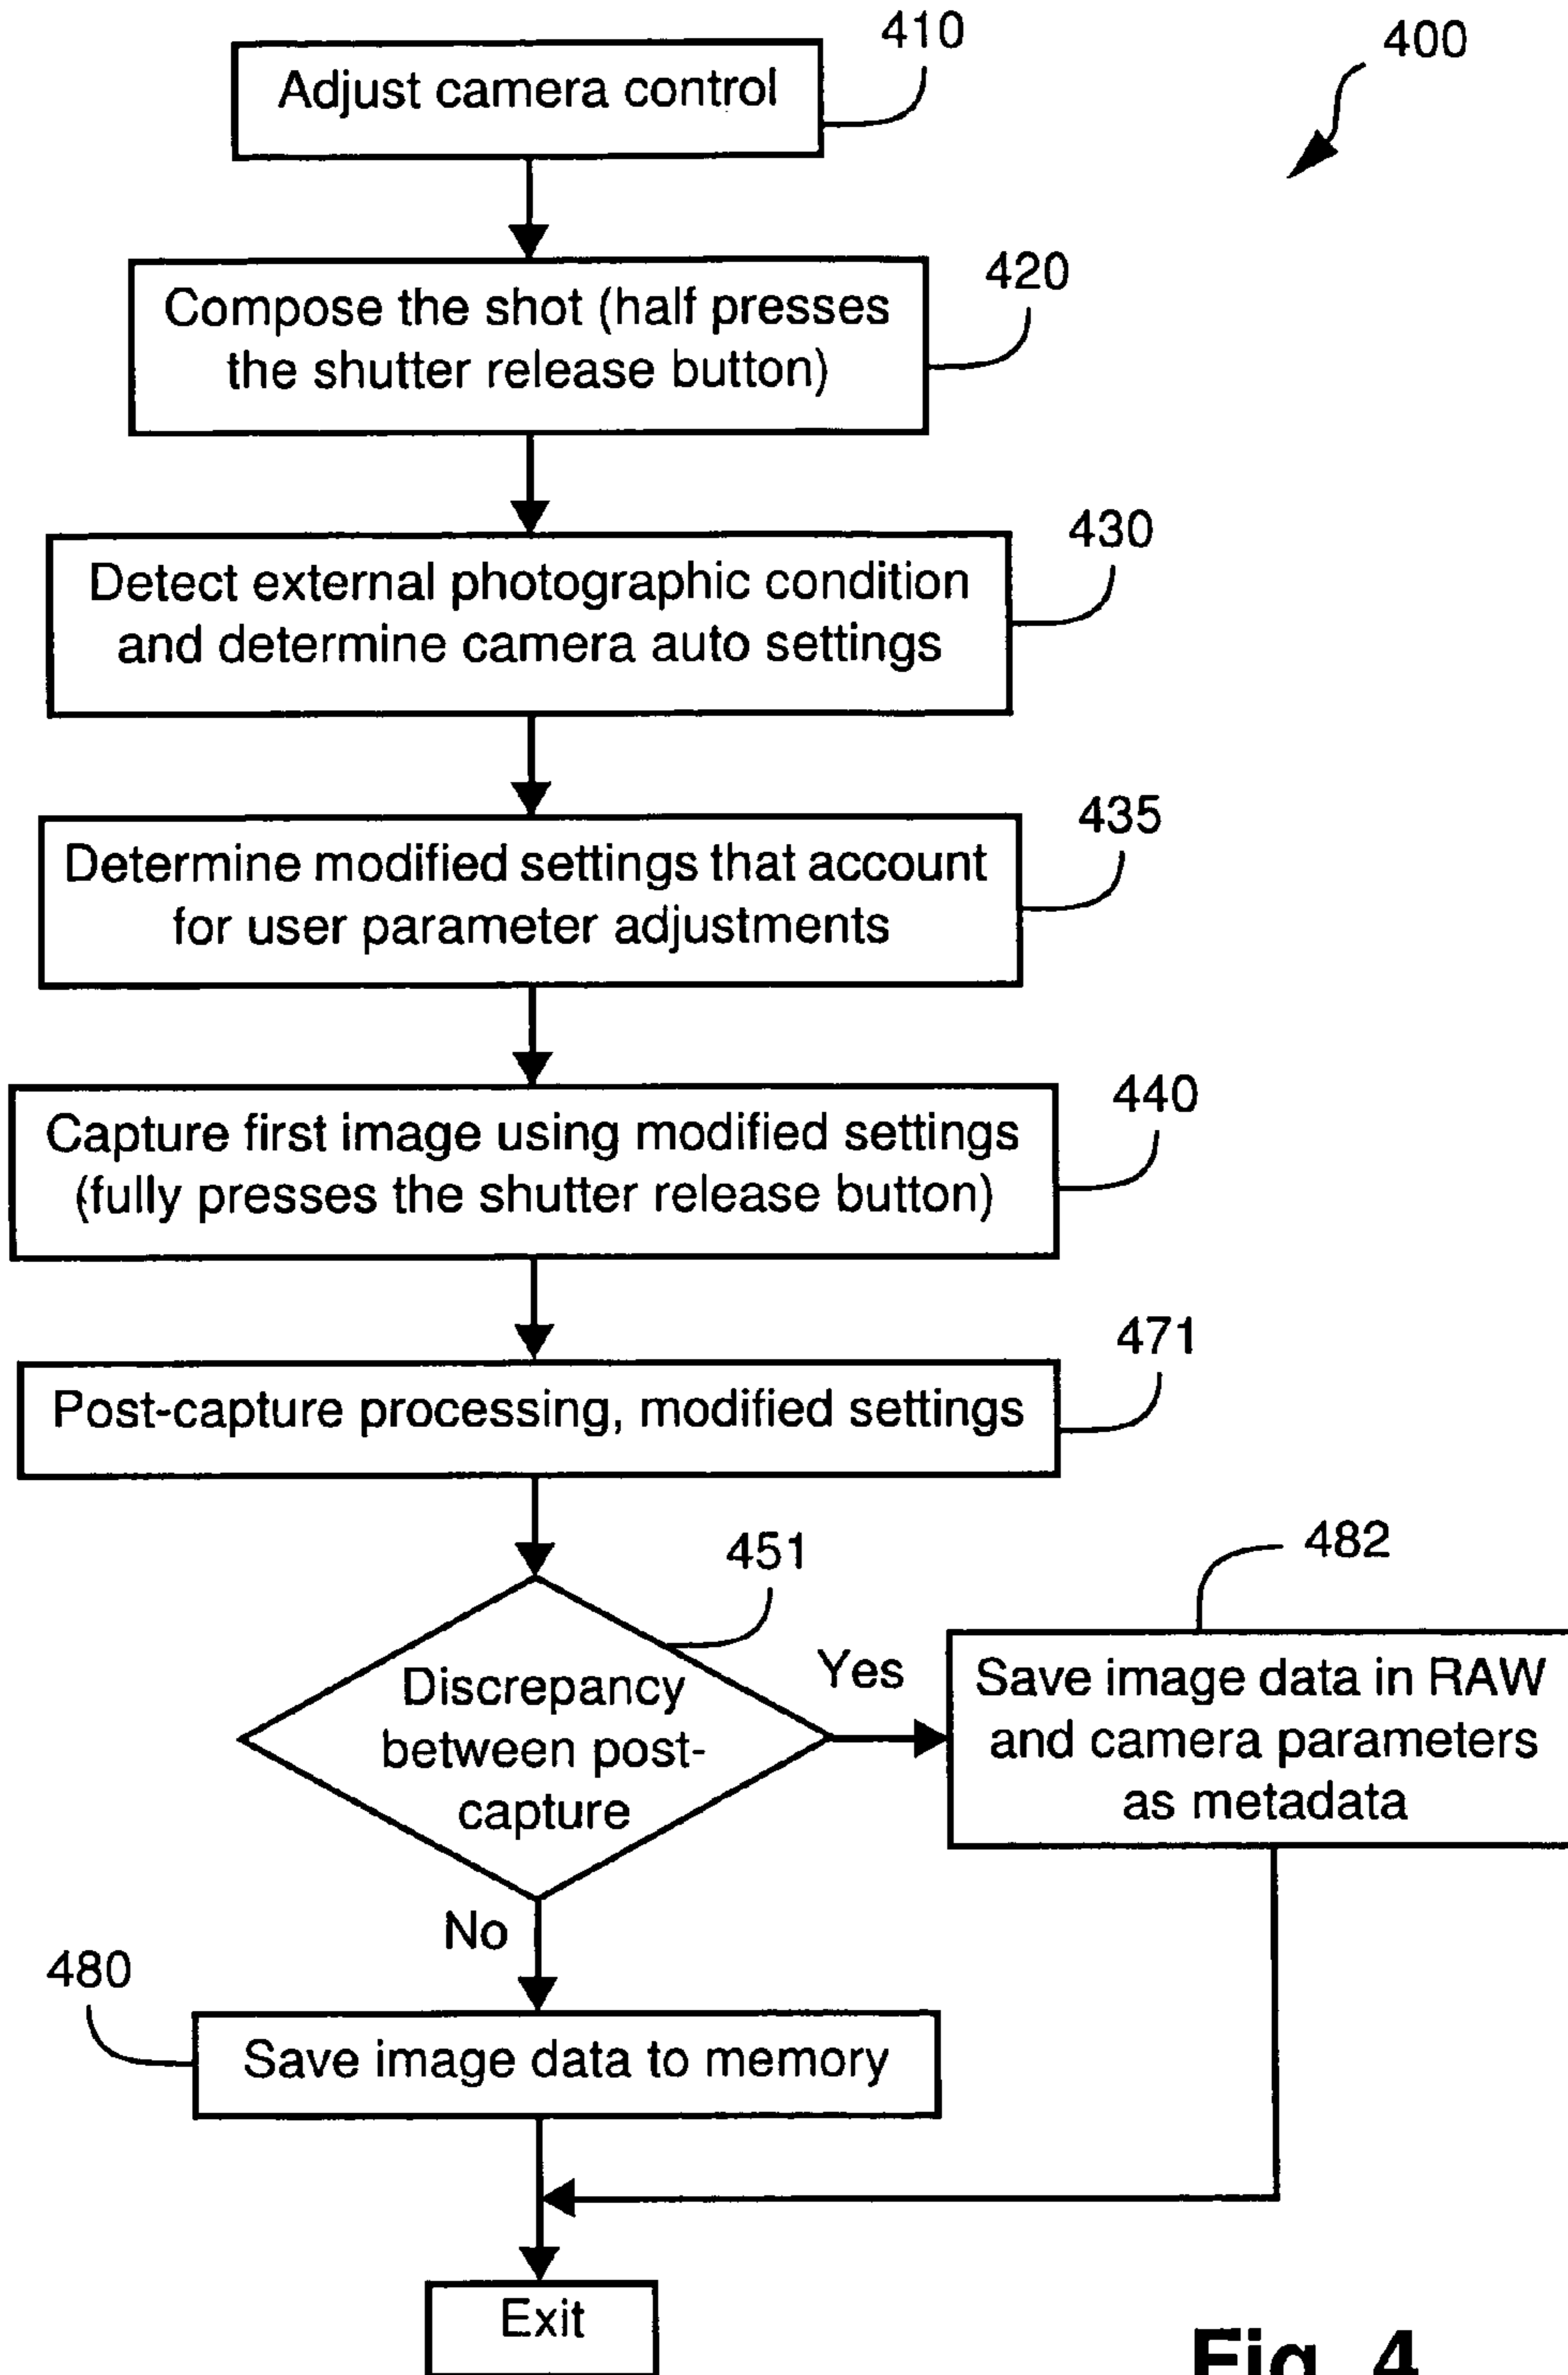 410
400
Adjust camera control
420
Compose the shot (half presses
the shutter release button)
430
Detect external photographic condition
and determine camera auto settings
435
Determine modified settings that account
for user parameter adjustments
440
Capture first image using modified settings
(fully presses the shutter release button)
471
Post-capture processing, modified settings
451
482
Discrepancy
between post-
capture
Yes
Save image data in RAW
and camera parameters
as metadata
No
480
Save image data to memory
Exit
Fig. 4